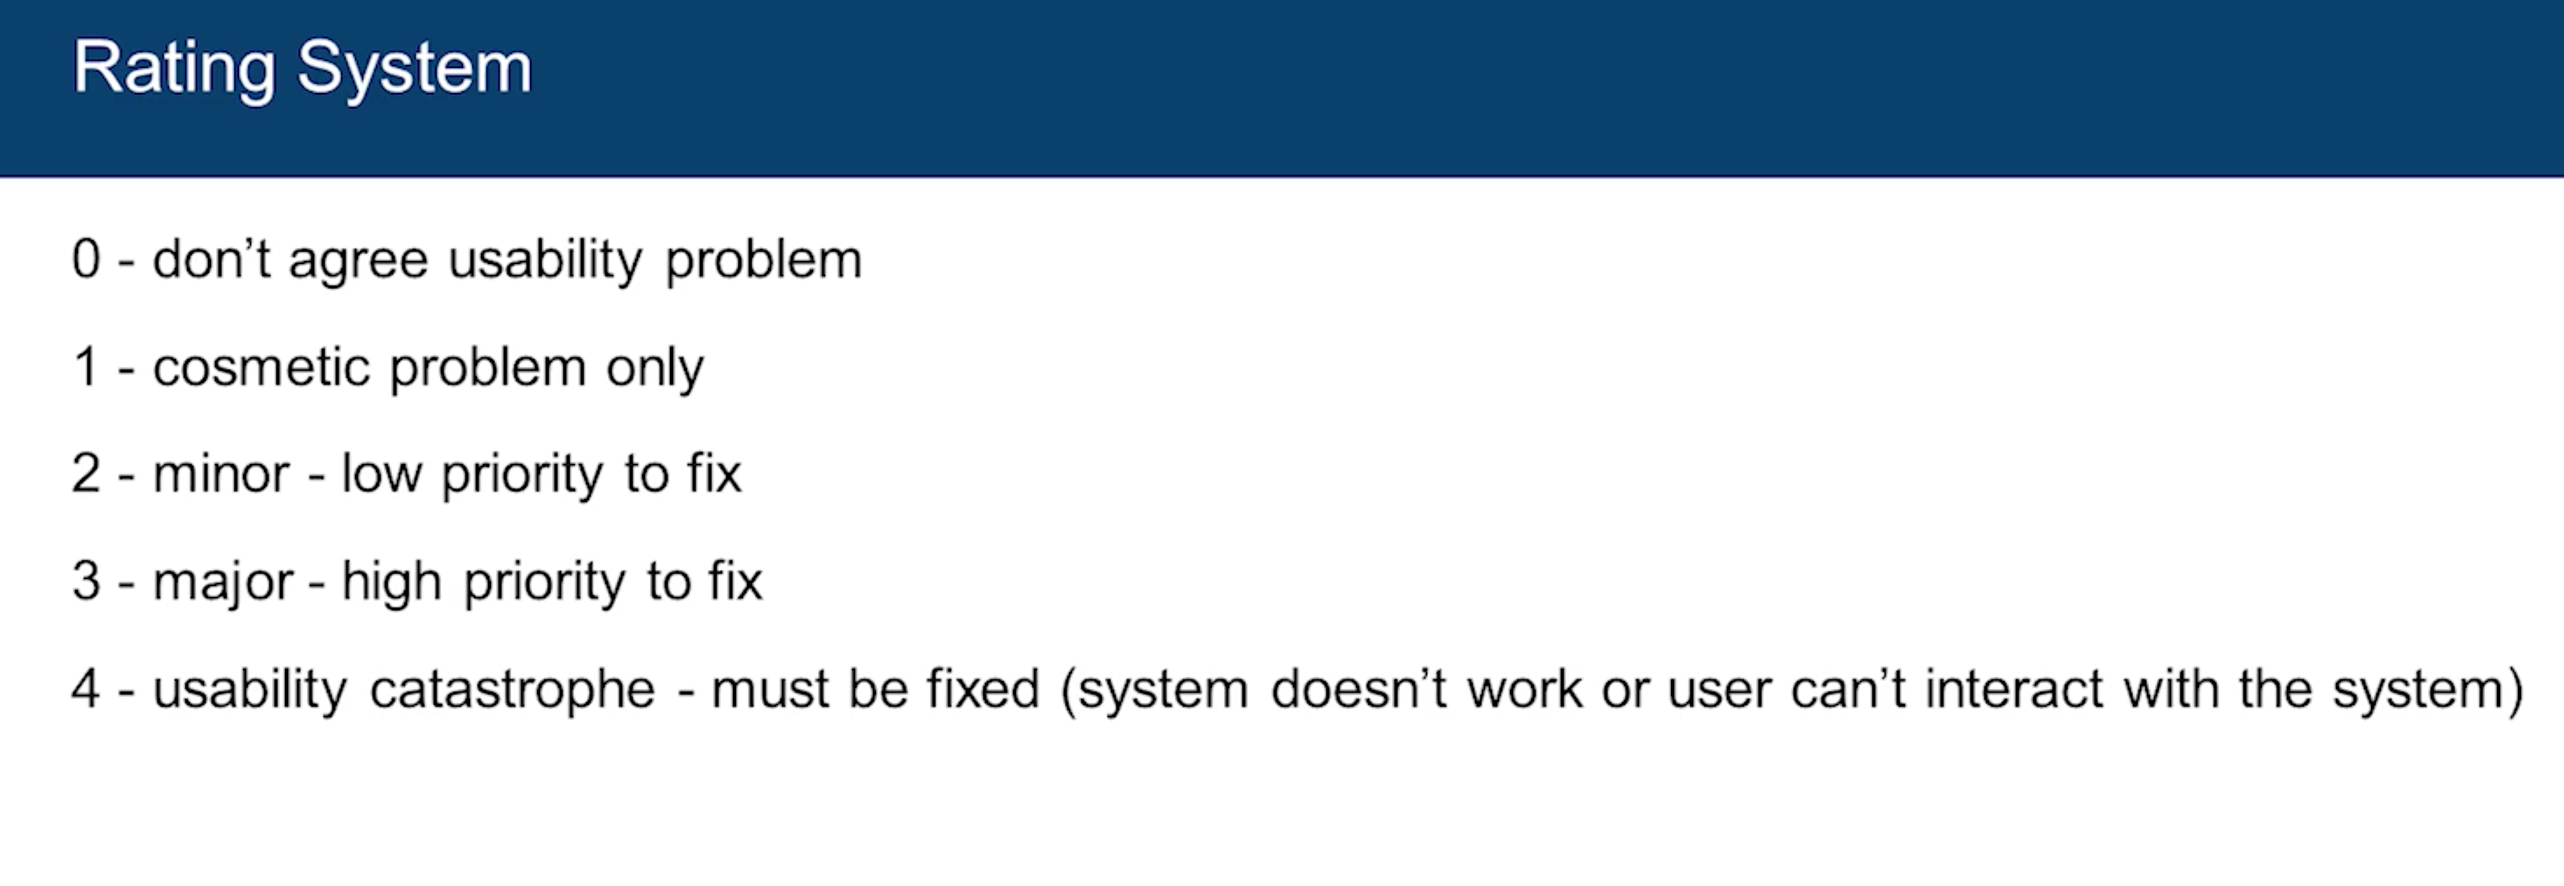 Rating System
0 - don’t agree usability problem
1 - cosmetic problem only
2 - minor - low priority to fix
3 - major - high priority to fix
4 - usability catastrophe - must be fixed (system doesn’t work or user can’t interact with the system)